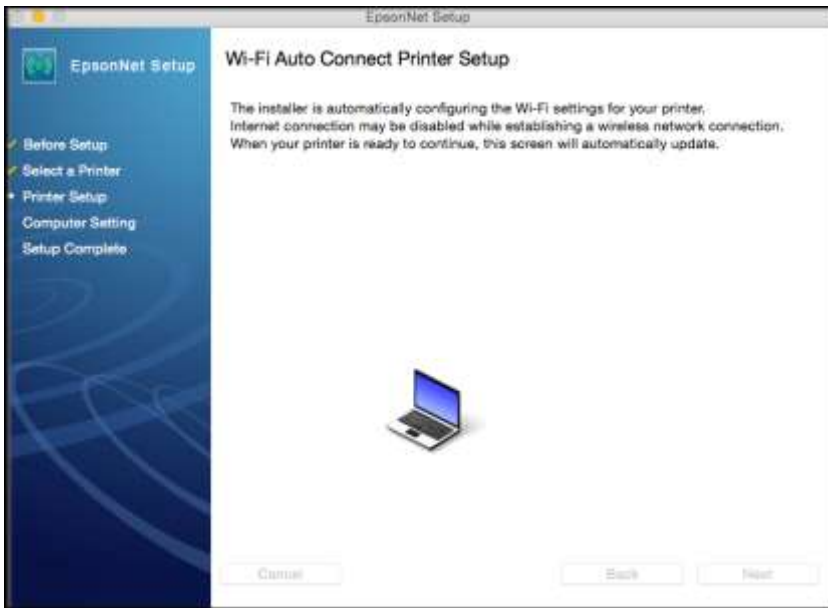 EpsonNet Setup
EpsonNet Setup
Before Setup
Select a Printer
Printer Setup
Computer Setting
Setup Complete
Wi-Fi Auto Connect Printer Setup
The installer is automatically configuring the Wi-Fi settings for your printer.
Internet connection may be disabled while establishing a wireless network connection.
When your printer is ready to continue, this screen will automatically update.
Cancel
Back
Next